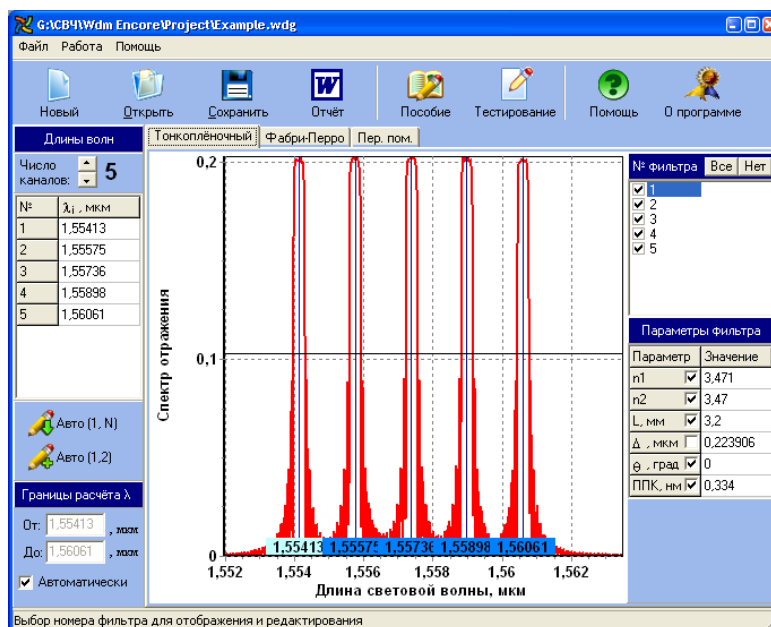 G:\СВЧ\Wdm Encore\Project\Example.wdg
Файл Работа Помощь
Новый Открыть Сохранить Отчёт Пособие Тестирование Помощь О программе
Длины волн
Число каналов: 5
№ λi , мкм
1 1,55413
2 1,55575
3 1,55736
4 1,55898
5 1,56061
Авто (1, N)
Авто (1,2)
Границы расчёта λ
От: 1,55413 , мкм
До: 1,56061 , мкм
Автоматически
Тонкоплёночный Фабри-Перро Пер. пом.
Спектр отражения
0,2
0,1
0
1,55413 1,55575 1,55736 1,55898 1,56061
1,552 1,554 1,556 1,558 1,56 1,562
Длина световой волны, мкм
№ фильтра Все Нет
1
2
3
4
5
Параметры фильтра
Параметр Значение
n1 3,471
n2 3,47
L, мм 3,2
Δ , мкм 0,223906
θ , град 0
ППК, нм 0,334
Выбор номера фильтра для отображения и редактирования